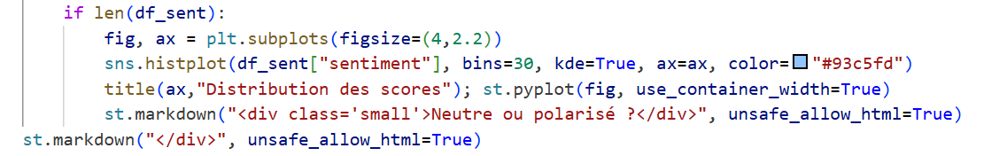 if len(df_sent):
fig, ax = plt.subplots(figsize=(4,2.2))
sns.histplot(df_sent["sentiment"], bins=30, kde=True, ax=ax, color="#93c5fd")
title(ax,"Distribution des scores"); st.pyplot(fig, use_container_width=True)
st.markdown("<div class='small'>Neutre ou polarisé ?</div>", unsafe_allow_html=True)
st.markdown("</div>", unsafe_allow_html=True)